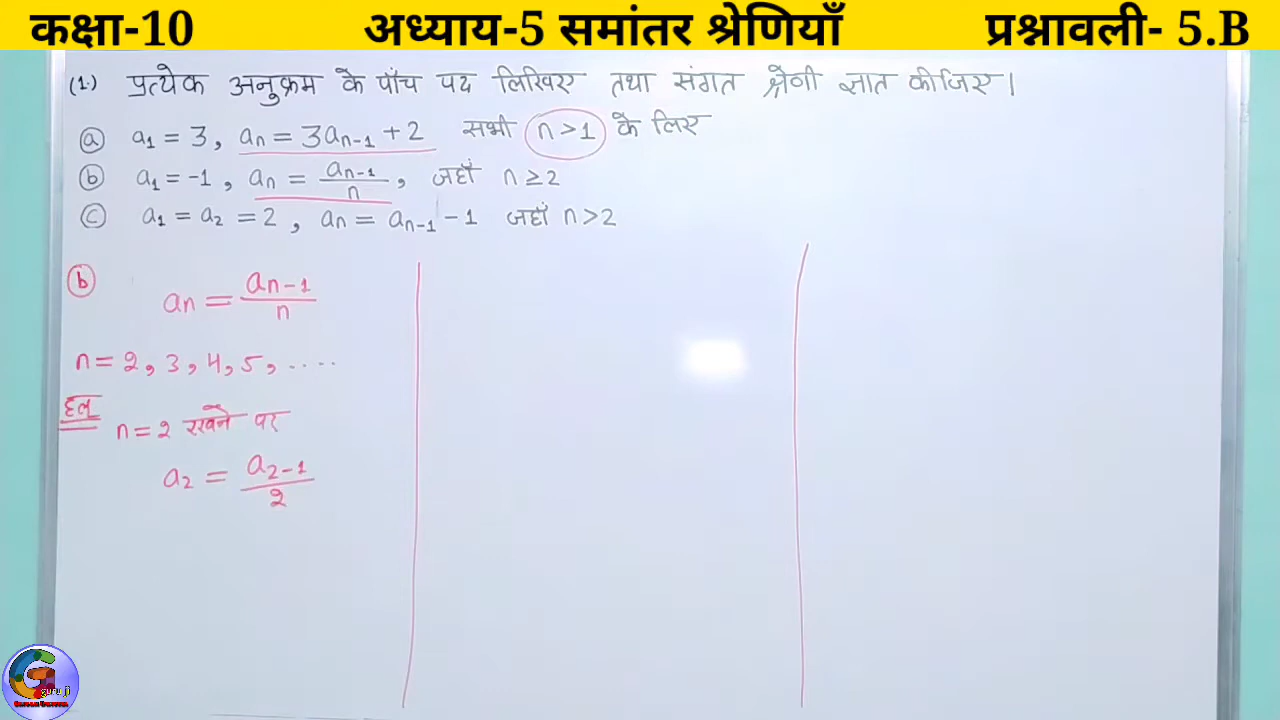 कक्षा-10 अध्याय-5 समांतर श्रेणियाँ प्रश्नावली- 5.B
(1.) प्रत्येक अनुक्रम के पांच पद लिखिए तथा संगत श्रेणी ज्ञात कीजिए।
(a) a₁ = 3, aₙ = 3aₙ₋₁ + 2 सभी n > 1 के लिए
(b) a₁ = -1, aₙ = aₙ₋₁/n, जहाँ n ≥ 2
(c) a₁ = a₂ = 2, aₙ = aₙ₋₁ - 1 जहाँ n > 2
(b) aₙ = aₙ₋₁/n
n = 2, 3, 4, 5, ....
हल
n = 2 रखने पर
a₂ = a₂₋₁/2
G
guru ji